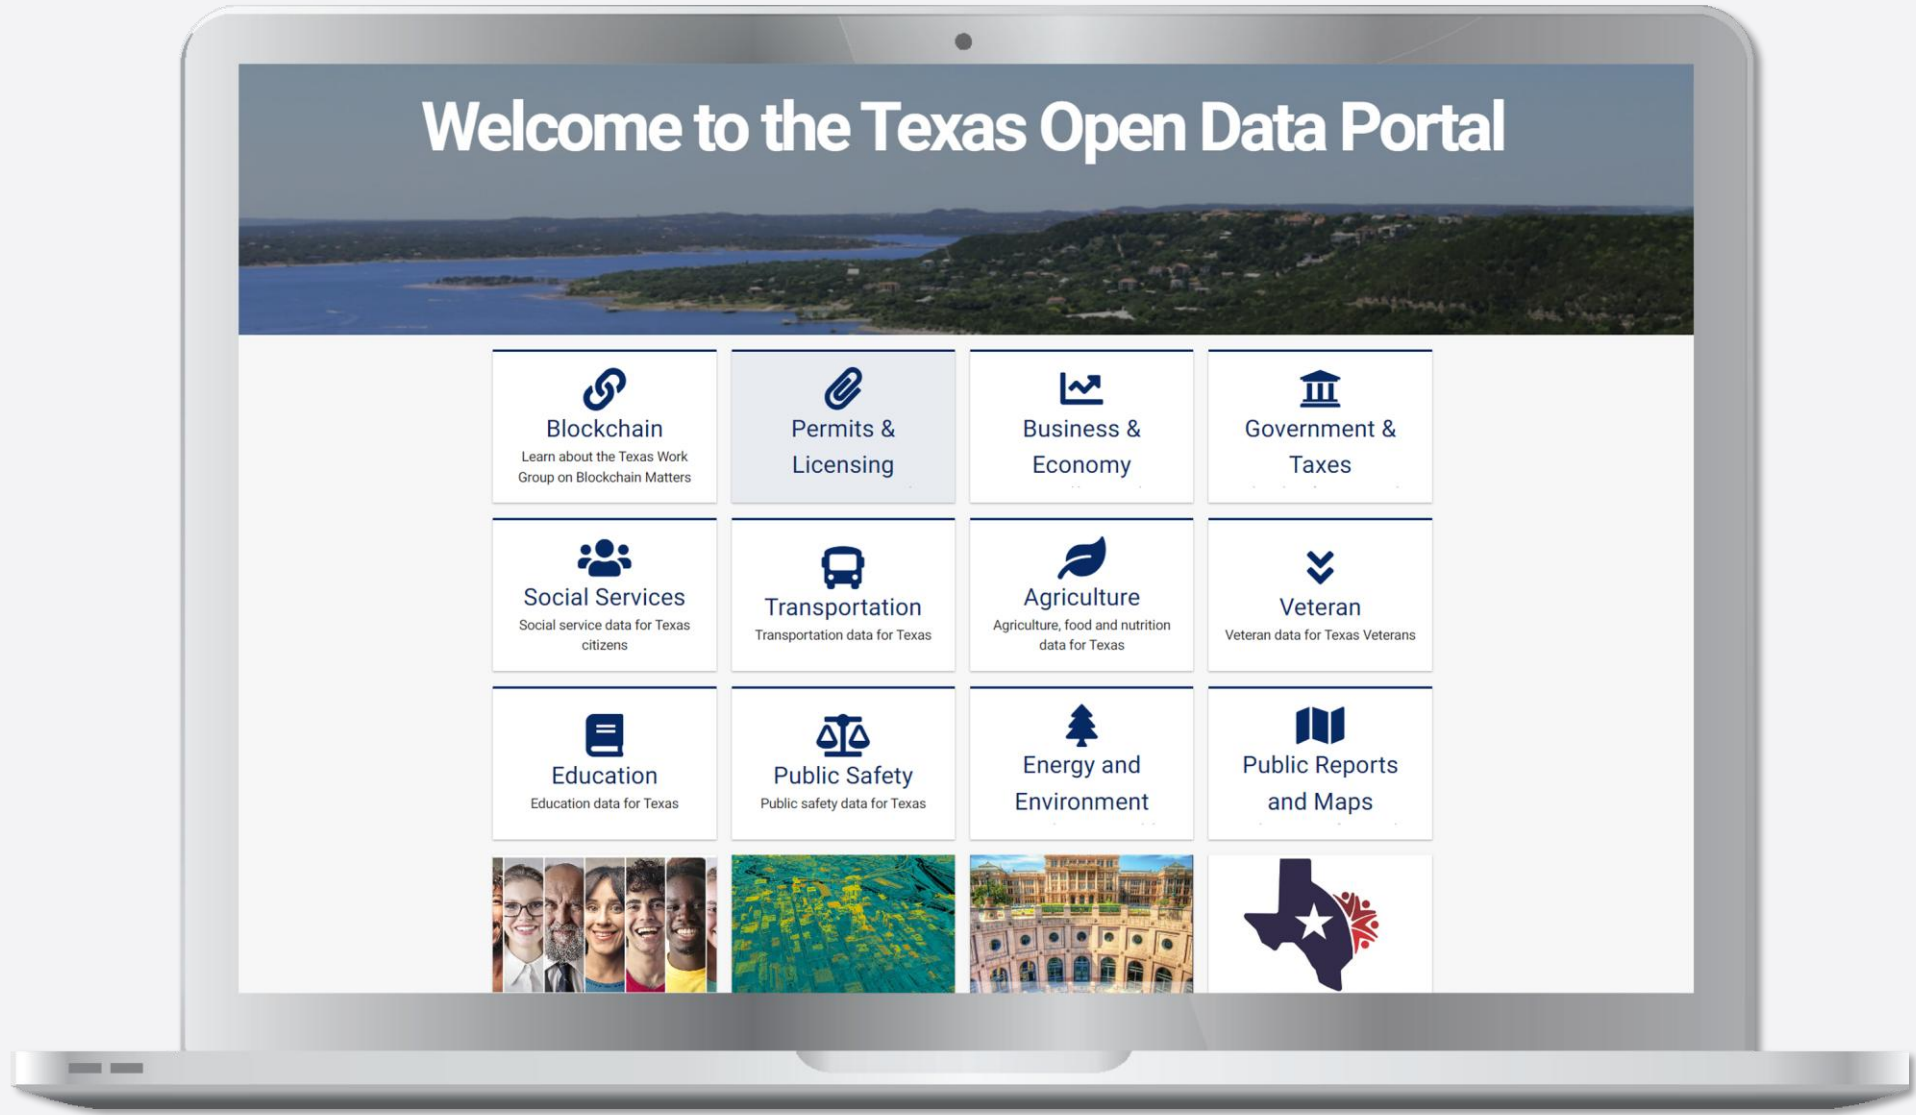 Welcome to the Texas Open Data Portal
Blockchain
Learn about the Texas Work
Group on Blockchain Matters
Permits &
Licensing
Business &
Economy
Government &
Taxes
Social Services
Social service data for Texas
citizens
Transportation
Transportation data for Texas
Agriculture
Agriculture, food and nutrition
data for Texas
Veteran
Veteran data for Texas Veterans
Education
Education data for Texas
Public Safety
Public safety data for Texas
Energy and
Environment
Public Reports
and Maps